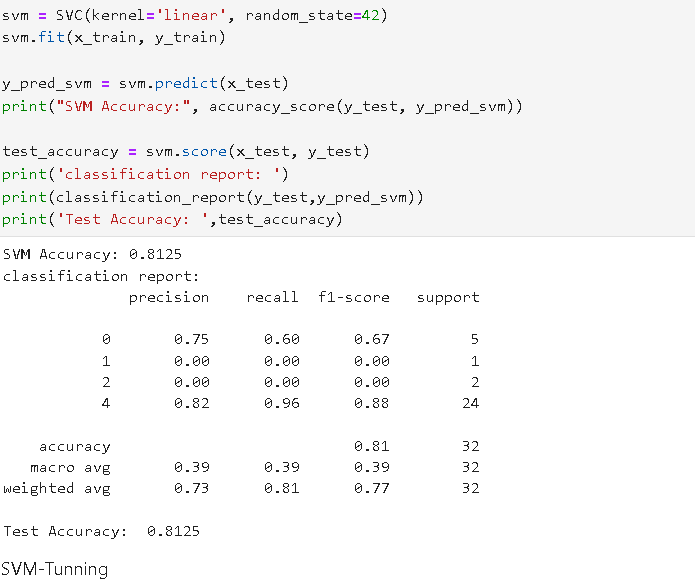 svm = SVC(kernel='linear', random_state=42)
svm.fit(x_train, y_train)
y_pred_svm = svm.predict(x_test)
print("SVM Accuracy:", accuracy_score(y_test, y_pred_svm))
test_accuracy = svm.score(x_test, y_test)
print('classification report: ')
print(classification_report(y_test,y_pred_svm))
print('Test Accuracy: ',test_accuracy)
SVM Accuracy: 0.8125
classification report:
precision recall f1-score support
0 0.75 0.60 0.67 5
1 0.00 0.00 0.00 1
2 0.00 0.00 0.00 2
4 0.82 0.96 0.88 24
accuracy 0.81 32
macro avg 0.39 0.39 0.39 32
weighted avg 0.73 0.81 0.77 32
Test Accuracy: 0.8125
SVM-Tunning